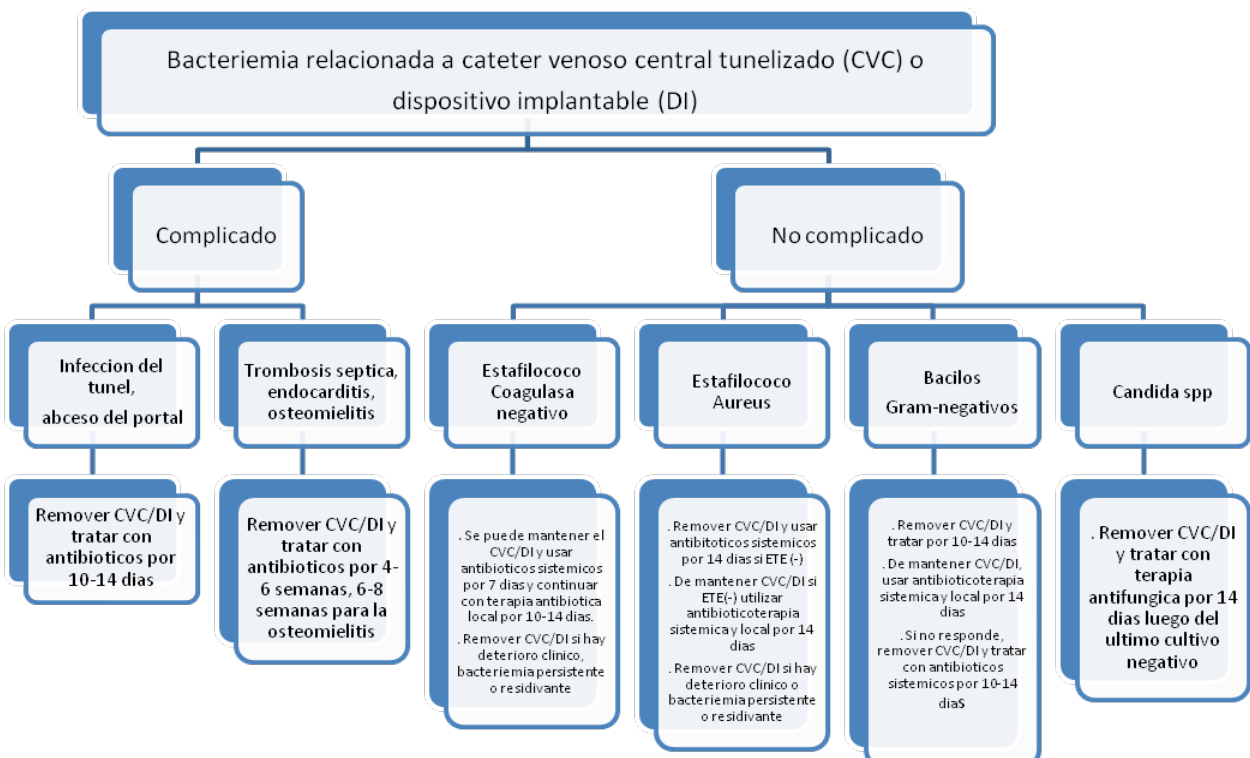 Bacteriemia relacionada a cateter venoso central tunelizado (CVC) o
dispositivo implantable (DI)
Complicado
No complicado
Infeccion del
tunel,
abceso del portal
Trombosis septica,
endocarditis,
osteomielitis
Estafilococo
Coagulasa
negativo
Estafilococo
Aureus
Bacilos
Gram-negativos
Candida spp
Remover CVC/DI y
tratar con
antibioticos por
10-14 dias
Remover CVC/DI y
tratar con
antibioticos por 4-
6 semanas, 6-8
semanas para la
osteomielitis
. Se puede mantener el
CVC/DI y usar
antibioticos sistemicos
por 7 dias y continuar
con terapia antibiotica
local por 10-14 dias.
. Remover CVC/DI si hay
deterioro clinico,
bacteriemia persistente
o residivante
. Remover CVC/DI y usar
antibitoticos sistemicos
por 14 dias si ETE (-)
. De mantener CVC/DI si
ETE(-) utilizar
antibioticoterapia
sistemica y local por 14
dias
. Remover CVC/DI si hay
deterioro clinico o
bacteriemia persistente
o residivante
. Remover CVC/DI y
tratar por 10-14 dias
. De mantener CVC/DI,
usar antibioticoterapia
sistemica y local por 14
dias
. Si no responde,
remover CVC/DI y tratar
con antibioticos
sistemicos por 10-14
diaS
. Remover CVC/DI
y tratar con
terapia
antifungica por 14
dias luego del
ultimo cultivo
negativo